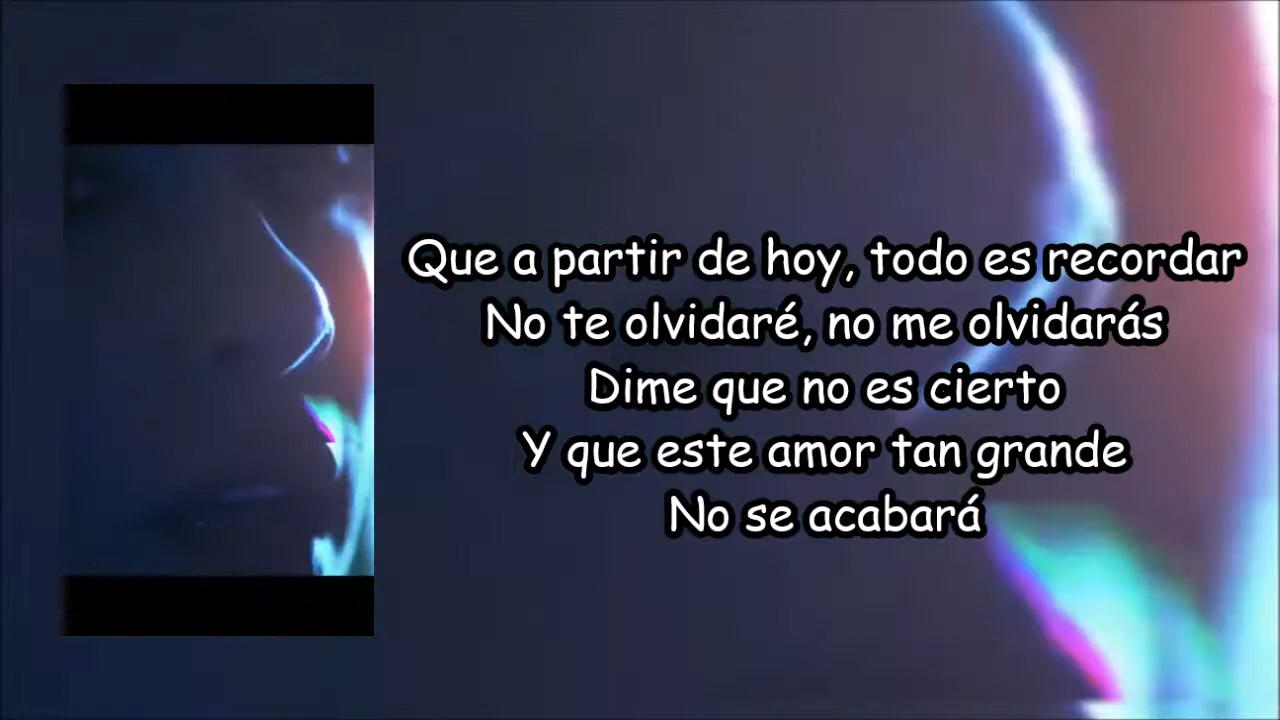 Que a partir de hoy, todo es recordar
No te olvidaré, no me olvidarás
Dime que no es cierto
Y que este amor tan grande
No se acabará